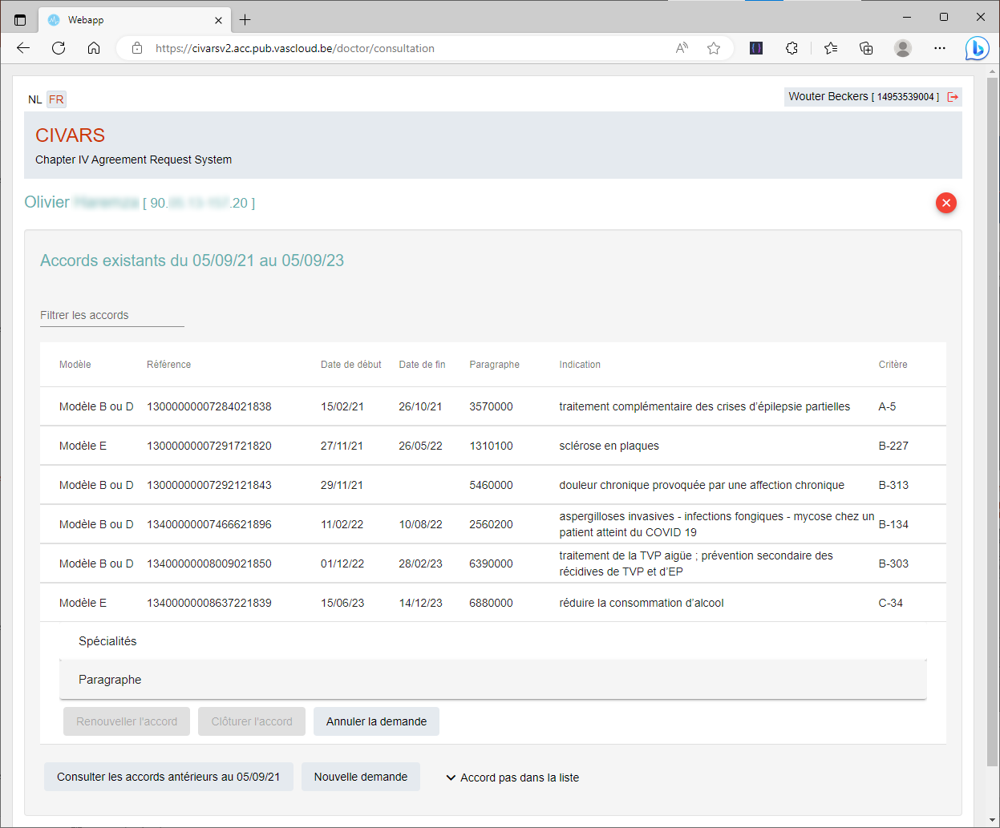 Webapp
https://civarsv2.acc.pub.vascloud.be/doctor/consultation
NL FR
Wouter Beckers [ 14953539004 ]
CIVARS
Chapter IV Agreement Request System
Olivier [ 90. .20 ]
Accords existants du 05/09/21 au 05/09/23
Filtrer les accords
Modèle Référence Date de début Date de fin Paragraphe Indication Critère
Modèle B ou D 13000000007284021838 15/02/21 26/10/21 3570000 traitement complémentaire des crises d’épilepsie partielles A-5
Modèle E 13000000007291721820 27/11/21 26/05/22 1310100 sclérose en plaques B-227
Modèle B ou D 13000000007292121843 29/11/21 5460000 douleur chronique provoquée par une affection chronique B-313
Modèle B ou D 13400000007466621896 11/02/22 10/08/22 2560200 aspergilloses invasives - infections fongiques - mycose chez un B-134
patient atteint du COVID 19
Modèle B ou D 13400000008009021850 01/12/22 28/02/23 6390000 traitement de la TVP aigüe ; prévention secondaire des B-303
récidives de TVP et d’EP
Modèle E 13400000008637221839 15/06/23 14/12/23 6880000 réduire la consommation d’alcool C-34
Spécialités
Paragraphe
Renouveller l'accord Clôturer l'accord Annuler la demande
Consulter les accords antérieurs au 05/09/21 Nouvelle demande Accord pas dans la liste